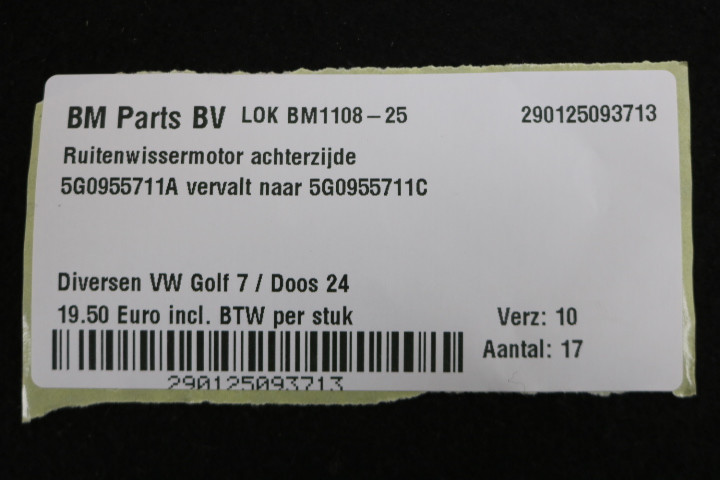 BM Parts BV LOK BM1108-25 290125093713
Ruitenwissermotor achterzijde
5G0955711A vervalt naar 5G0955711C
Diversen VW Golf 7 / Doos 24
19.50 Euro incl. BTW per stuk Verz: 10
Aantal: 17
290125093713